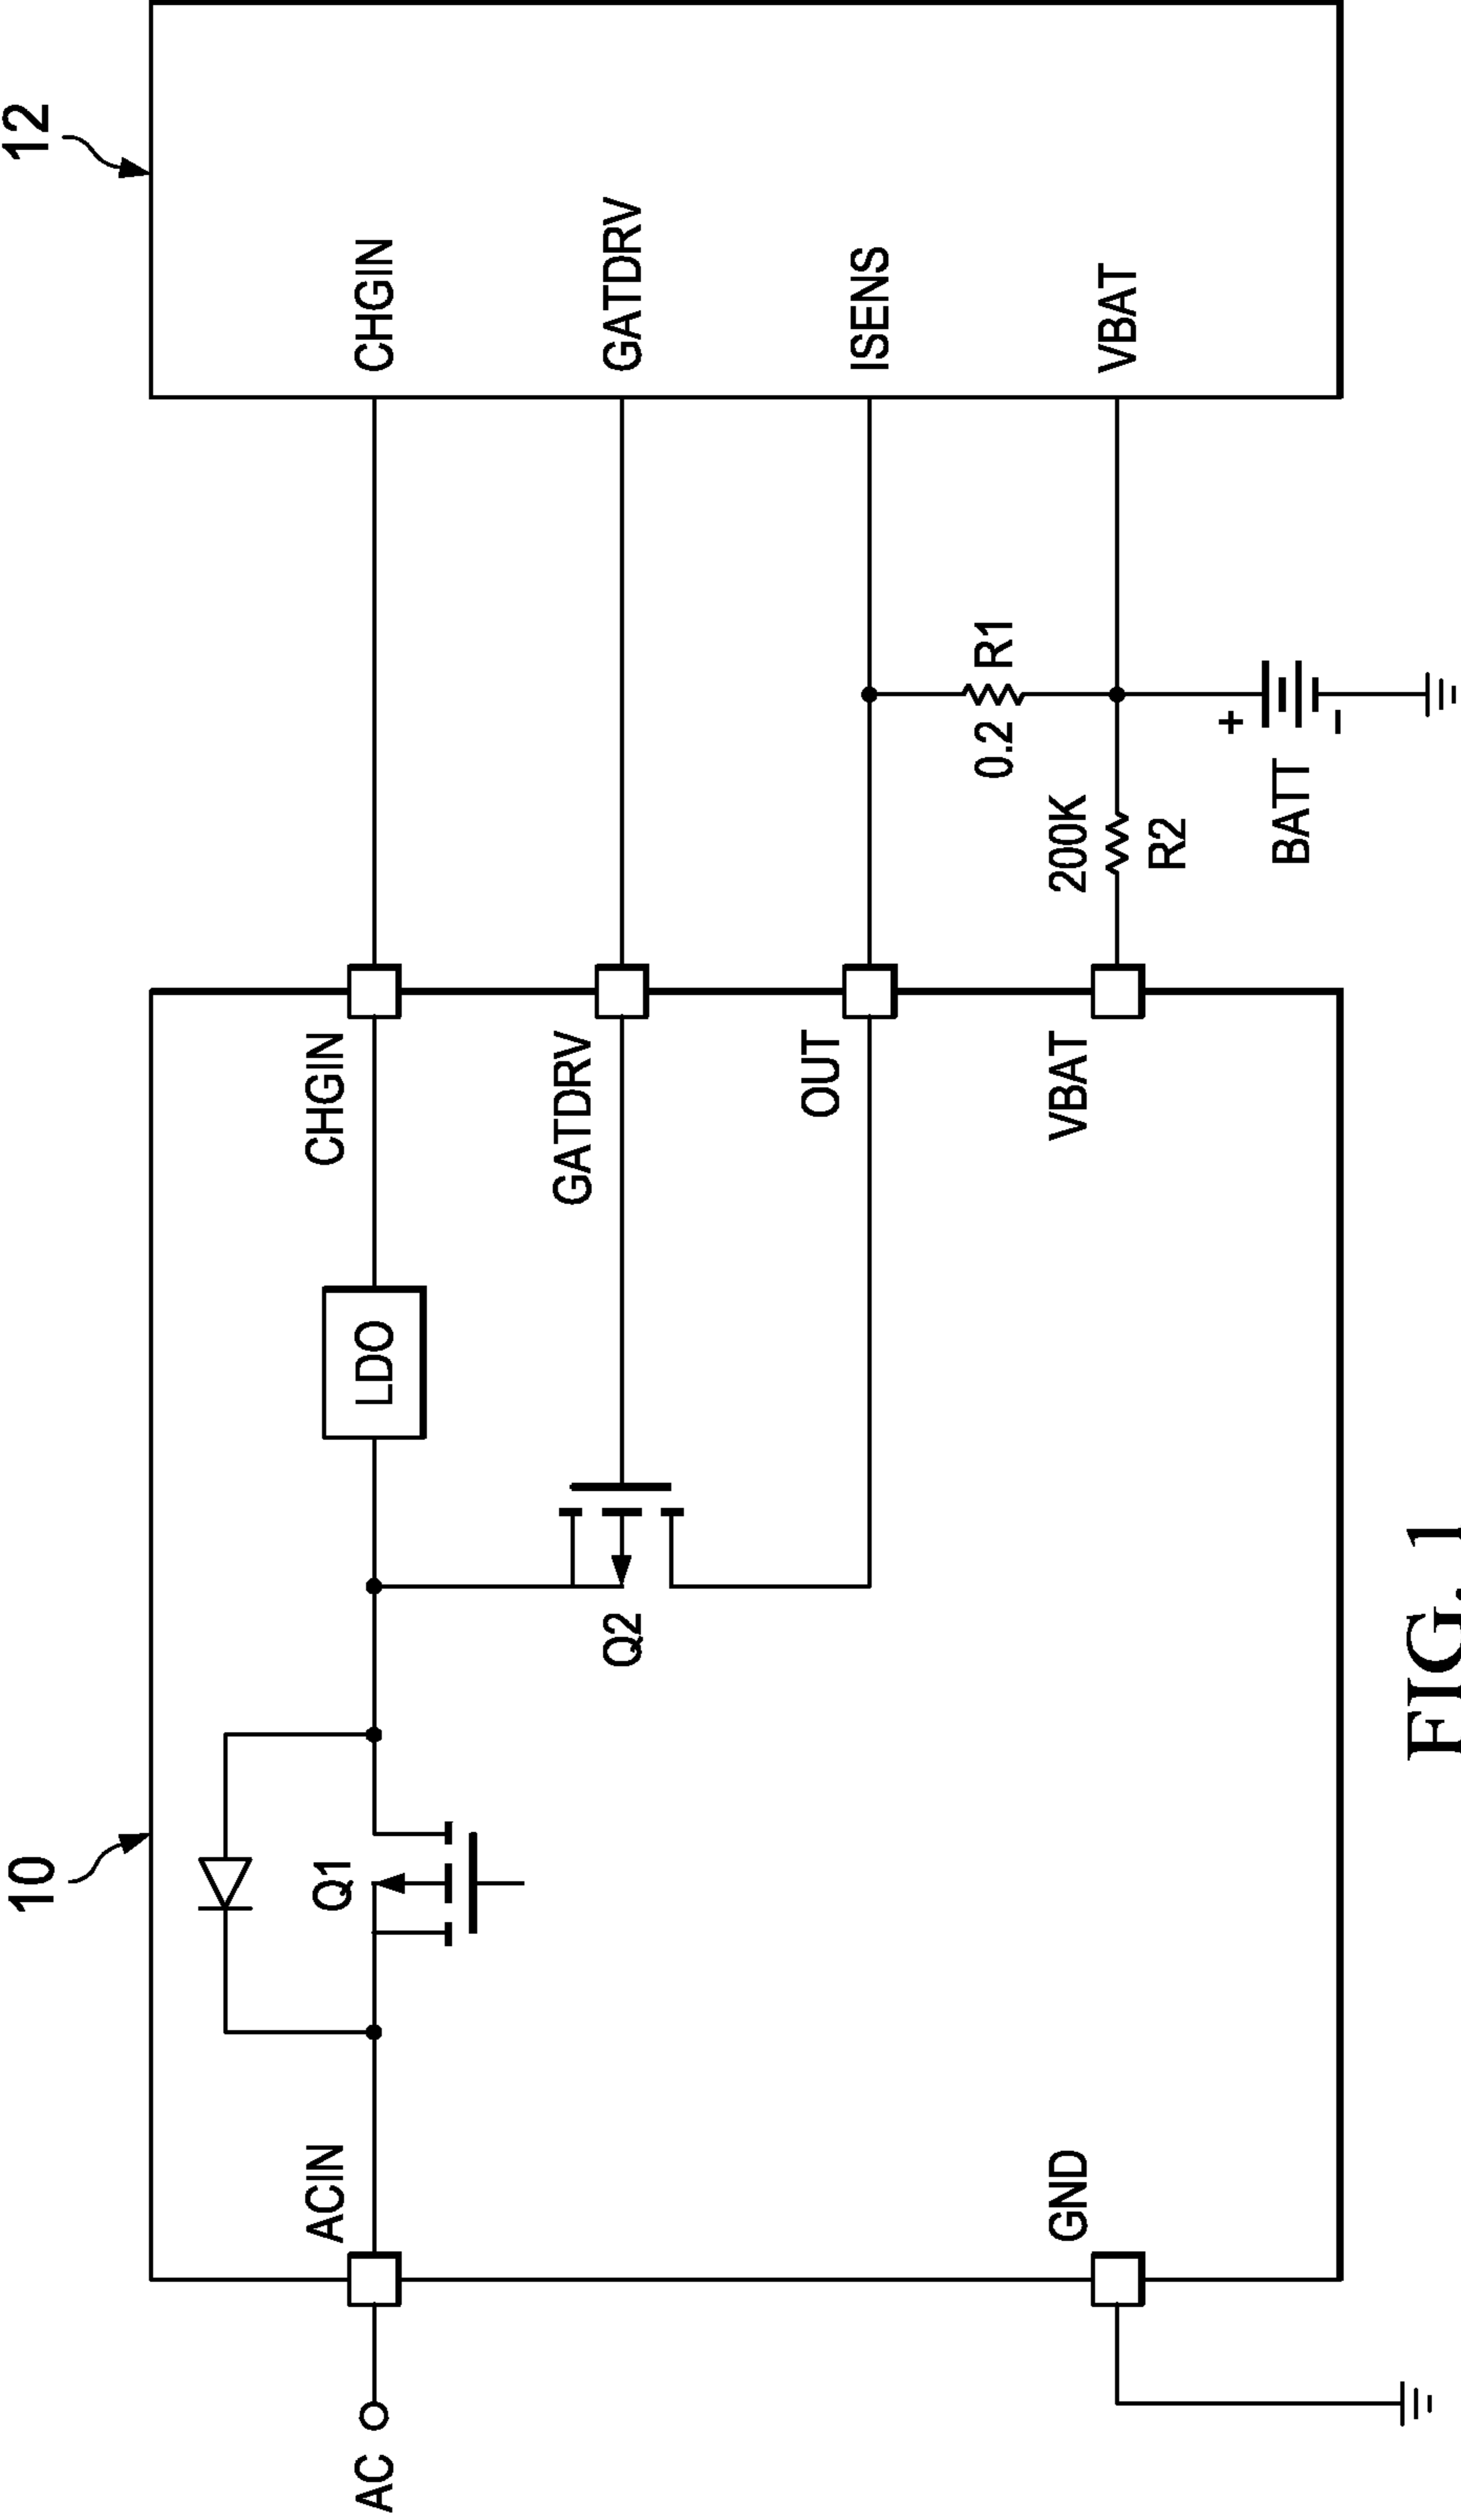 10
12
AC
ACIN
Q1
LDO
CHGIN
CHGIN
Q2
GATDRV
GATDRV
OUT
ISENS
0.2
R1
GND
VBAT
200K
R2
VBAT
+
BATT
−
FIG. 1